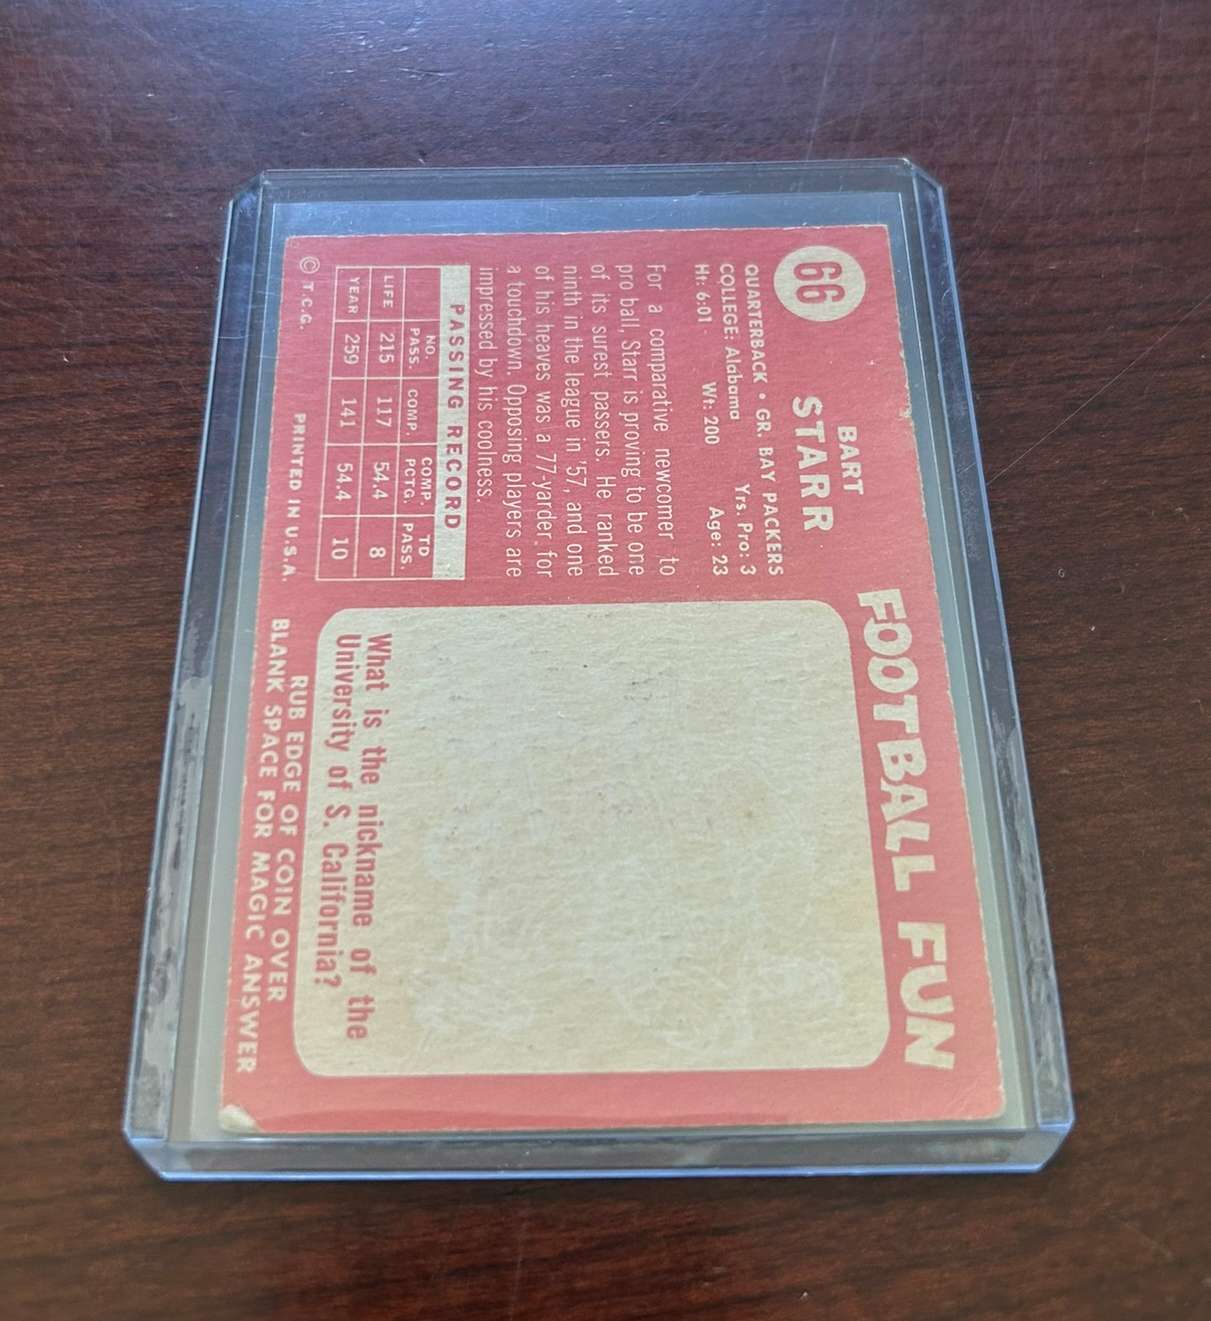 66
BART
STARR
QUARTERBACK • GR. BAY PACKERS
COLLEGE: Alabama Yrs. Pro: 3
Ht: 6:01 Wt: 200 Age: 23
For a comparative newcomer to
pro ball, Starr is proving to be one
of its surest passers. He ranked
ninth in the league in '57, and one
of his heaves was a 77-yarder for
a touchdown. Opposing players are
impressed by his coolness.
PASSING RECORD
NO. PASS. COMP. COMP. PCTG. TD PASS.
LIFE 215 117 54.4 8
YEAR 259 141 54.4 10
© T.C.G. PRINTED IN U.S.A.
FOOTBALL FUN
What is the nickname of the
University of S. California?
RUB EDGE OF COIN OVER
BLANK SPACE FOR MAGIC ANSWER